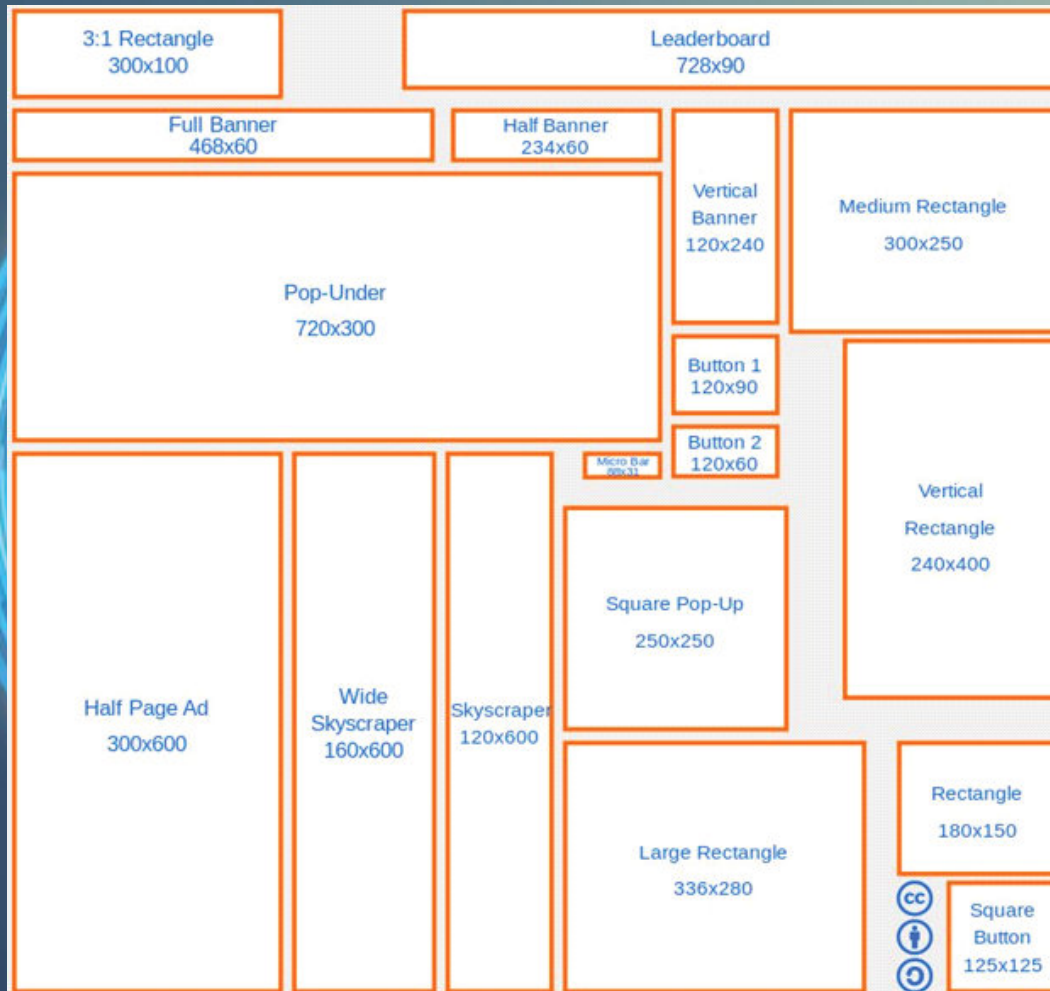 3:1 Rectangle
300x100
Leaderboard
728x90
Full Banner
468x60
Half Banner
234x60
Vertical
Banner
120x240
Medium Rectangle
300x250
Pop-Under
720x300
Button 1
120x90
Button 2
120x60
Micro Bar
88x31
Vertical
Rectangle
240x400
Square Pop-Up
250x250
Half Page Ad
300x600
Wide
Skyscraper
160x600
Skyscraper
120x600
Large Rectangle
336x280
Rectangle
180x150
cc
Square
Button
125x125